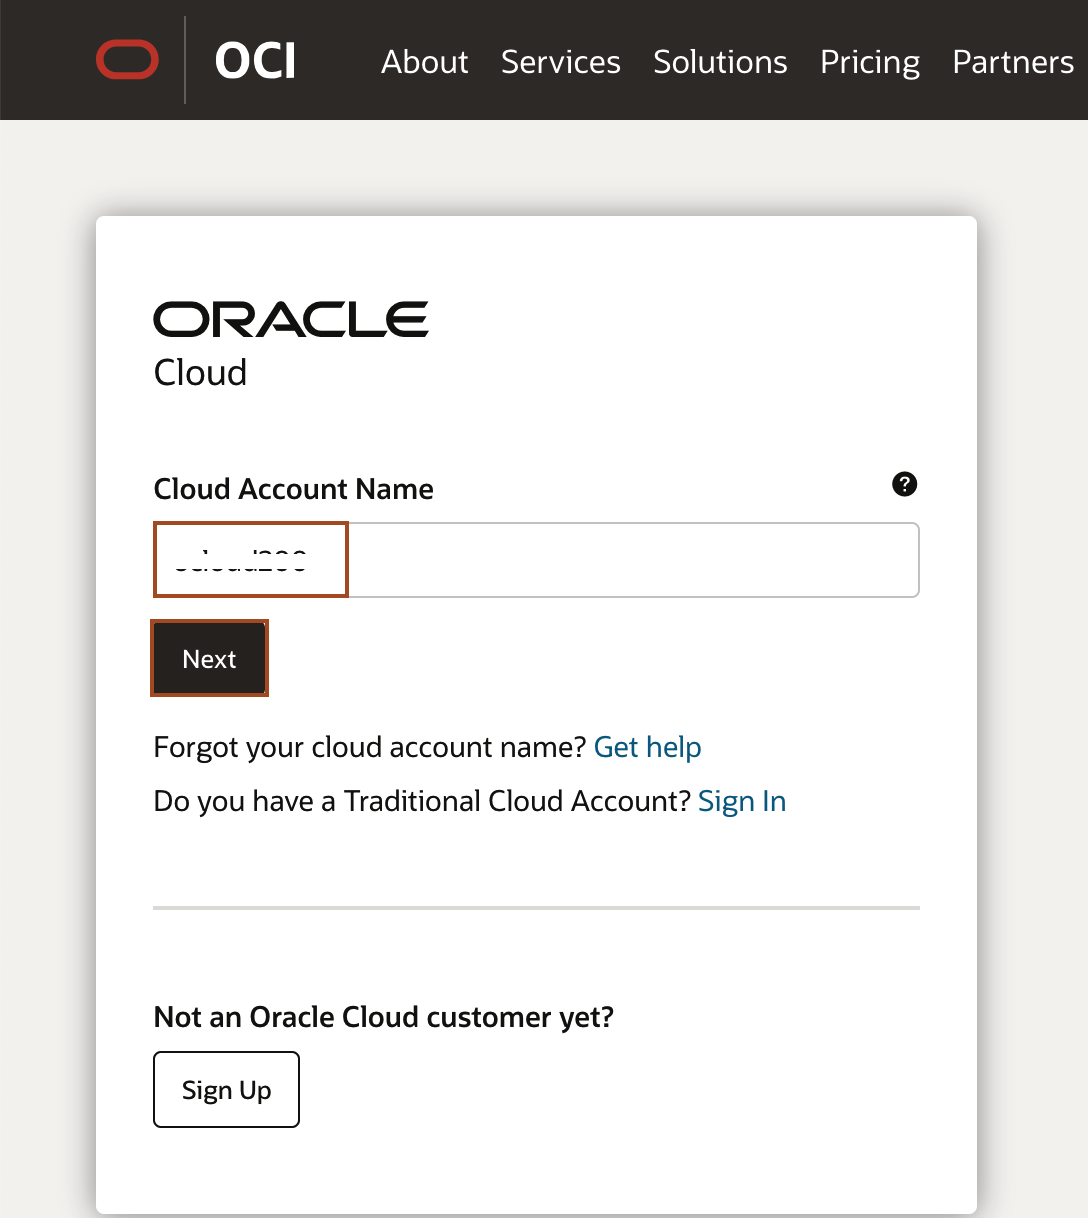 OCI About Services Solutions Pricing Partners
ORACLE
Cloud
Cloud Account Name ?
Next
Forgot your cloud account name? Get help
Do you have a Traditional Cloud Account? Sign In
Not an Oracle Cloud customer yet?
Sign Up